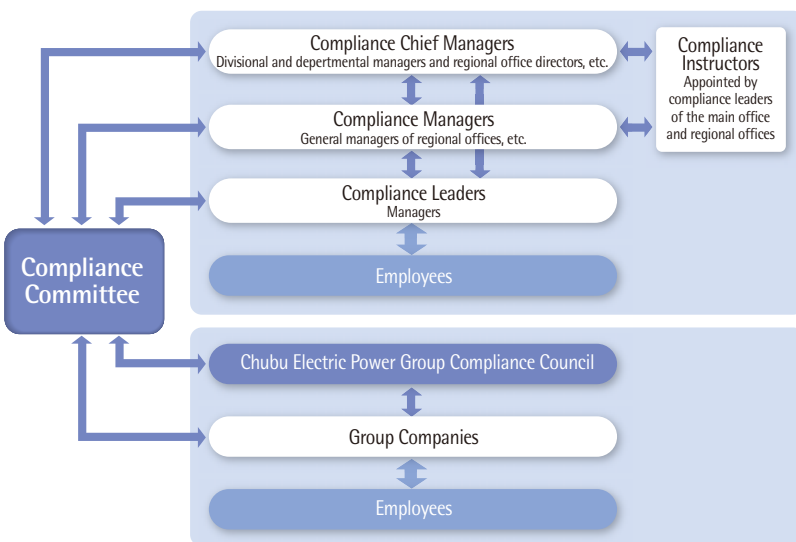 Compliance Chief Managers
Divisional and depertmental managers and regional office directors, etc.
Compliance
Instructors
Appointed by
compliance leaders
of the main office
and regional offices
Compliance Managers
General managers of regional offices, etc.
Compliance Leaders
Managers
Compliance
Committee
Employees
Chubu Electric Power Group Compliance Council
Group Companies
Employees